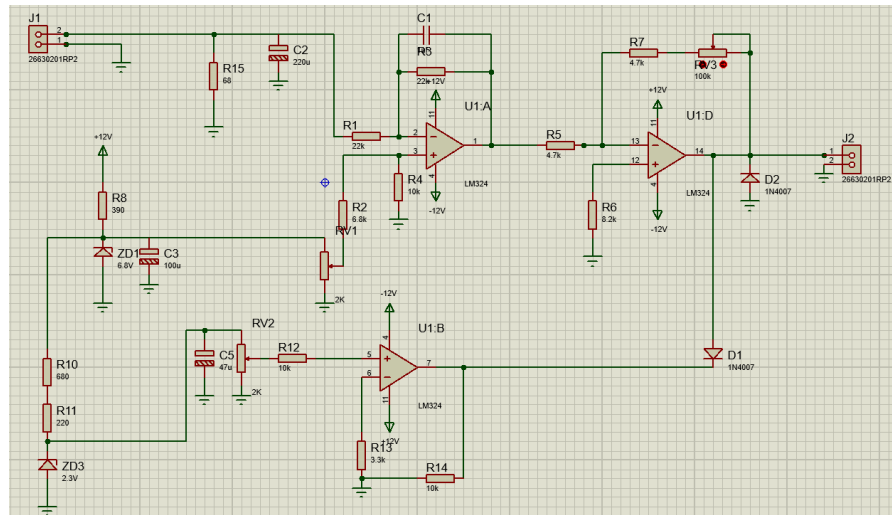 J1
2
1
26630201RP2
R15
68
C2
220u
C1
R3
22k
+12V
U1:A
R1
22k
2
3
11
4
1
LM324
-12V
R4
10k
R2
6.8k
RV1
2K
+12V
R8
390
ZD1
6.8V
C3
100u
R7
4.7k
RV3
100k
+12V
U1:D
R5
4.7k
13
12
11
4
14
LM324
-12V
R6
8.2k
D2
1N4007
J2
1
2
26630201RP2
-12V
U1:B
RV2
C5
47u
2K
R12
10k
5
6
4
11
7
LM324
+12V
R13
3.3k
R14
10k
D1
1N4007
R10
680
R11
220
ZD3
2.3V